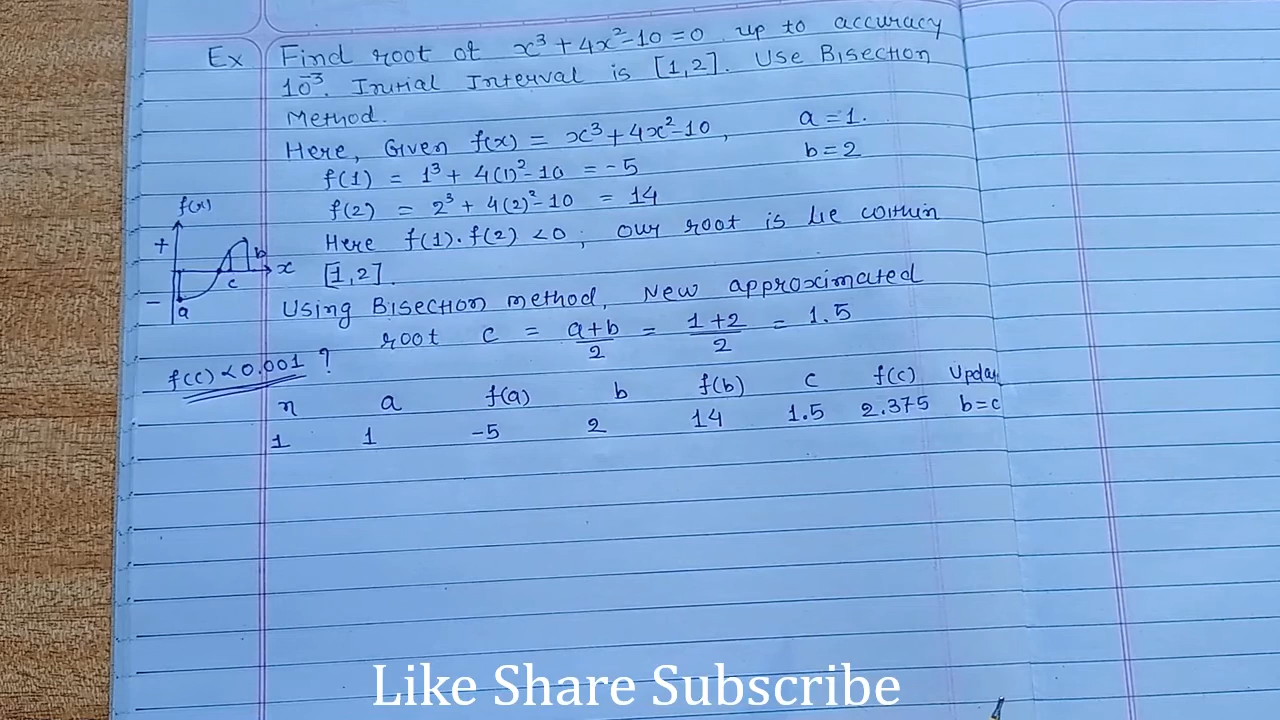 Ex Find root of x³ + 4x² - 10 = 0 up to accuracy
10⁻³. Initial Interval is [1,2]. Use Bisection
Method.
Here, Given f(x) = x³ + 4x² - 10, a = 1.
b = 2
f(1) = 1³ + 4(1)² - 10 = -5
f(2) = 2³ + 4(2)² - 10 = 14
Here f(1).f(2) < 0, Our root is lie within
[1,2].
f(x)
+
b
x
c
-
a
Using Bisection method, New approximated
root c = a+b/2 = 1+2/2 = 1.5
f(c) < 0.001 ?
n a f(a) b f(b) c f(c) Updat
1 1 -5 2 14 1.5 2.375 b=c
Like Share Subscribe